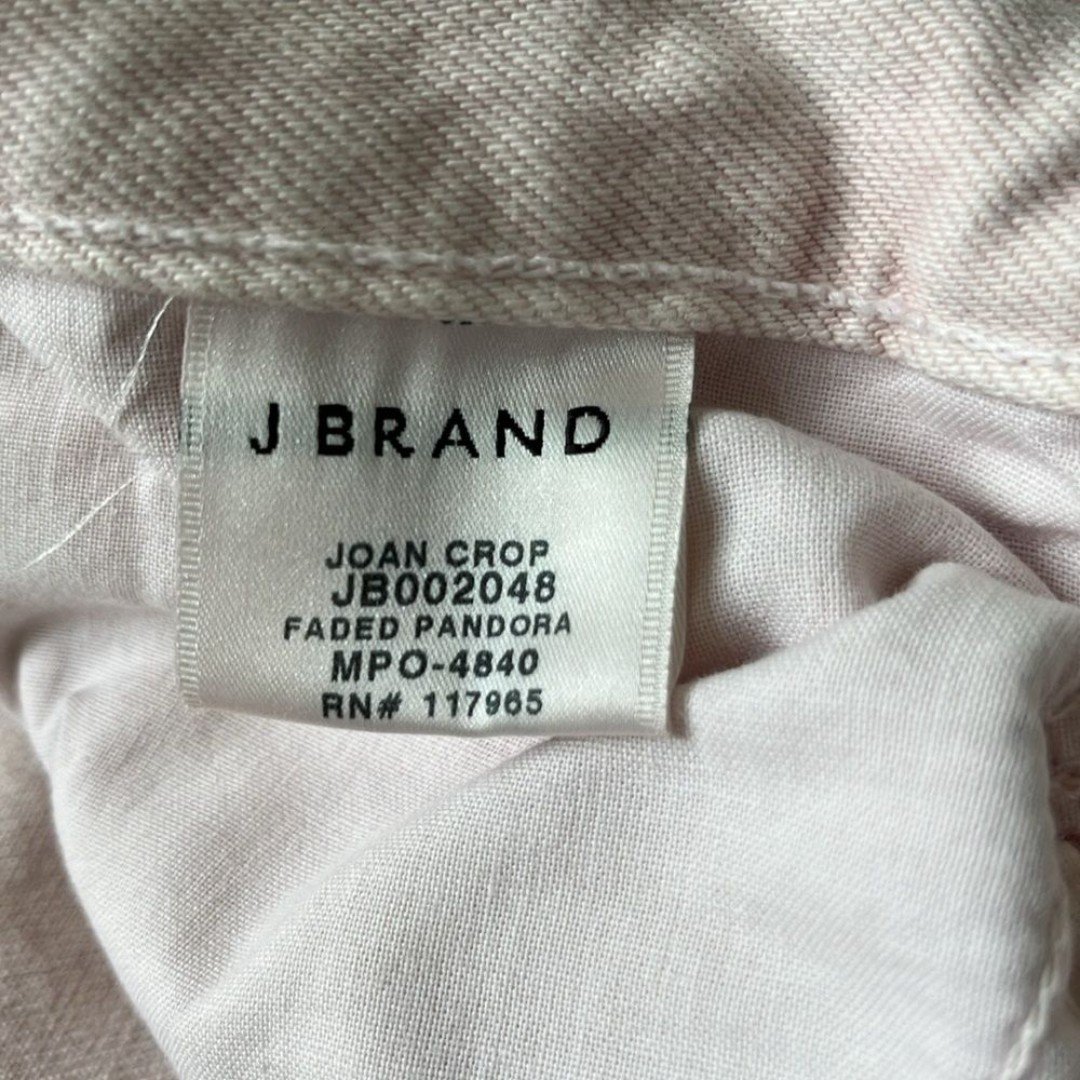 J BRAND
JOAN CROP
JB002048
FADED PANDORA
MPO-4840
RN# 117965